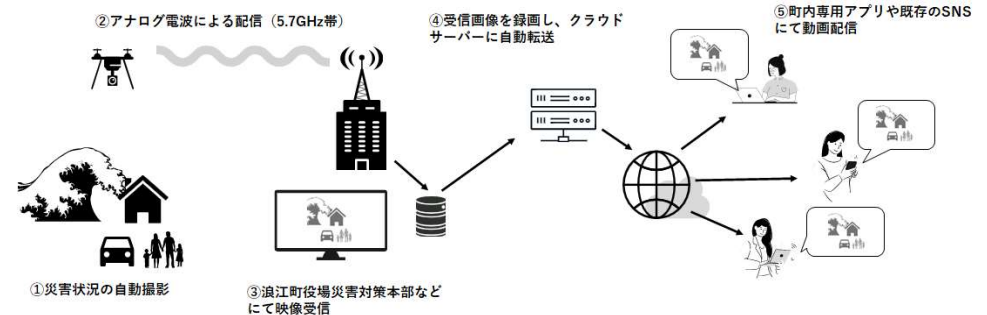 ②アナログ電波による配信（5.7GHz帯）
④受信画像を録画し、クラウド
サーバーに自動転送
⑤町内専用アプリや既存のSNS
にて動画配信
①災害状況の自動撮影
③浪江町役場災害対策本部など
にて映像受信